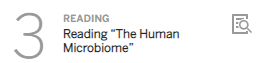 3
READING
Reading “The Human
Microbiome”